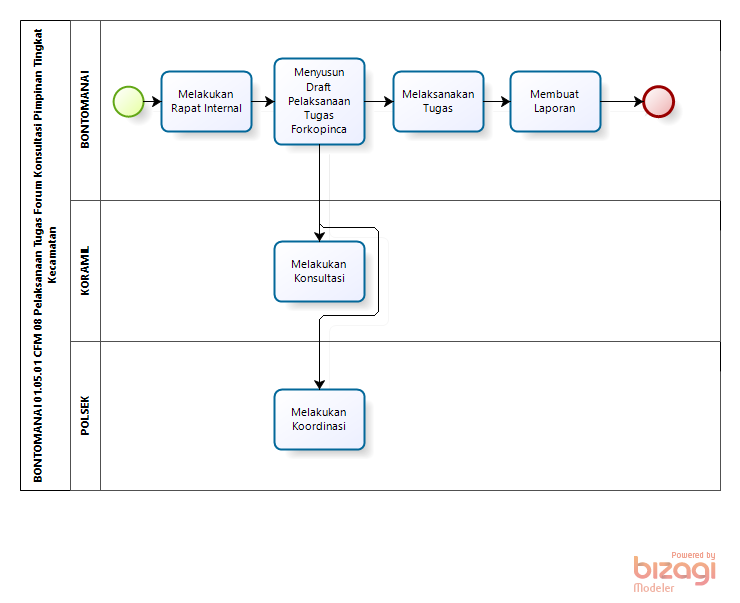 BONTOMANAI 01.05.01 CFM 08 Pelaksanaan Tugas Forum Konsultasi Pimpinan Tingkat
Kecamatan
BONTOMANAI
Melakukan
Rapat Internal
Menyusun
Draft
Pelaksanaan
Tugas
Forkopinca
Melaksanakan
Tugas
Membuat
Laporan
KORAMIL
Melakukan
Konsultasi
POLSEK
Melakukan
Koordinasi
Powered by
bizagi
Modeler